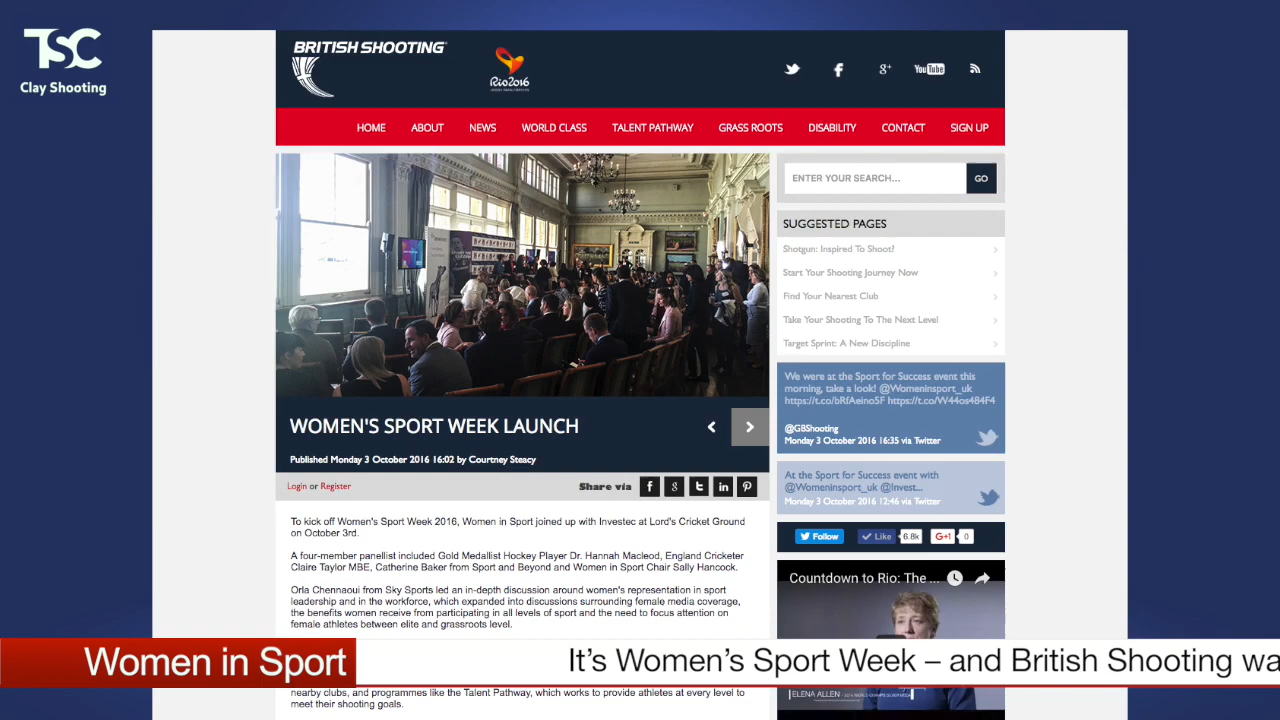 TSC
Clay Shooting
BRITISH SHOOTING
Rio2016
HOME ABOUT NEWS WORLD CLASS TALENT PATHWAY GRASS ROOTS DISABILITY CONTACT SIGN UP
ENTER YOUR SEARCH... GO
SUGGESTED PAGES
Shotgun: Inspired To Shoot?
Start Your Shooting Journey Now
Find Your Nearest Club
Take Your Shooting To The Next Level
Target Sprint: A New Discipline
We were at the Sport for Success event this
morning, take a look! @Womeninsport_uk
https://t.co/bRfAeino5F https://t.co/W44os484F4
@GBShooting
Monday 3 October 2016 16:35 via Twitter
At the Sport for Success event with
@Womeninsport_uk @Invest...
Monday 3 October 2016 12:46 via Twitter
Follow Like 6.8k G+1 0
Countdown to Rio: The ...
ELENA ALLEN
WOMEN'S SPORT WEEK LAUNCH
Published Monday 3 October 2016 16:02 by Courtney Steacy
Login or Register Share via
To kick off Women's Sport Week 2016, Women in Sport joined up with Investec at Lord's Cricket Ground
on October 3rd.
A four-member panellist included Gold Medallist Hockey Player Dr. Hannah Macleod, England Cricketer
Claire Taylor MBE, Catherine Baker from Sport and Beyond and Women in Sport Chair Sally Hancock.
Orla Chennaoui from Sky Sports led an in-depth discussion around women's representation in sport
leadership and in the workforce, which expanded into discussions surrounding female media coverage,
the benefits women receive from participating in all levels of sport and the need to focus attention on
female athletes between elite and grassroots level.
Women in Sport It's Women's Sport Week – and British Shooting wa
nearby clubs, and programmes like the Talent Pathway, which works to provide athletes at every level to
meet their shooting goals.